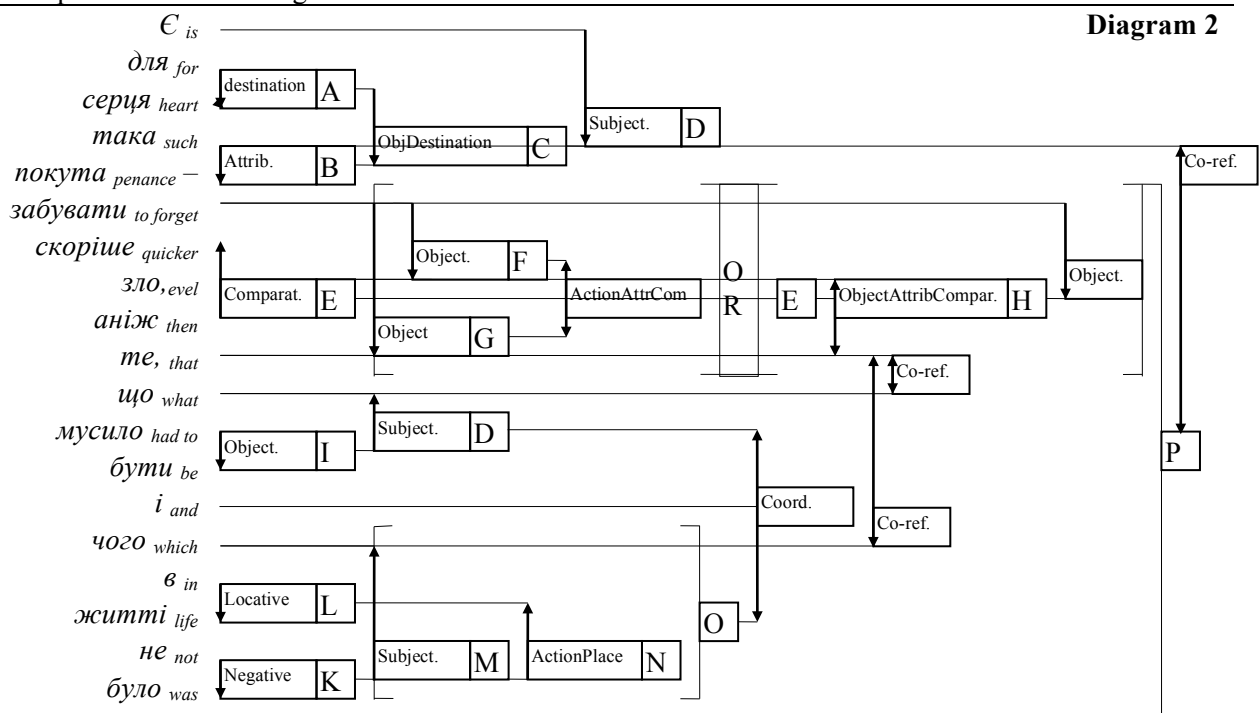 Diagram 2
Є is
для for
серця heart
така such
покута penance –
забувати to forget
скоріше quicker
зло, evel
аніж then
те, that
що what
мусило had to
бути be
і and
чого which
в in
житті life
не not
було was
destination A
Attrib. B
ObjDestination C
Subject. D
Co-ref.
Comparat. E
Object. F
Object G
ActionAttrCom
O
R
E
ObjectAttribCompar. H
Object.
Co-ref.
Object. I
Subject. D
P
Coord.
Co-ref.
Locative L
O
Negative K
Subject. M
ActionPlace N